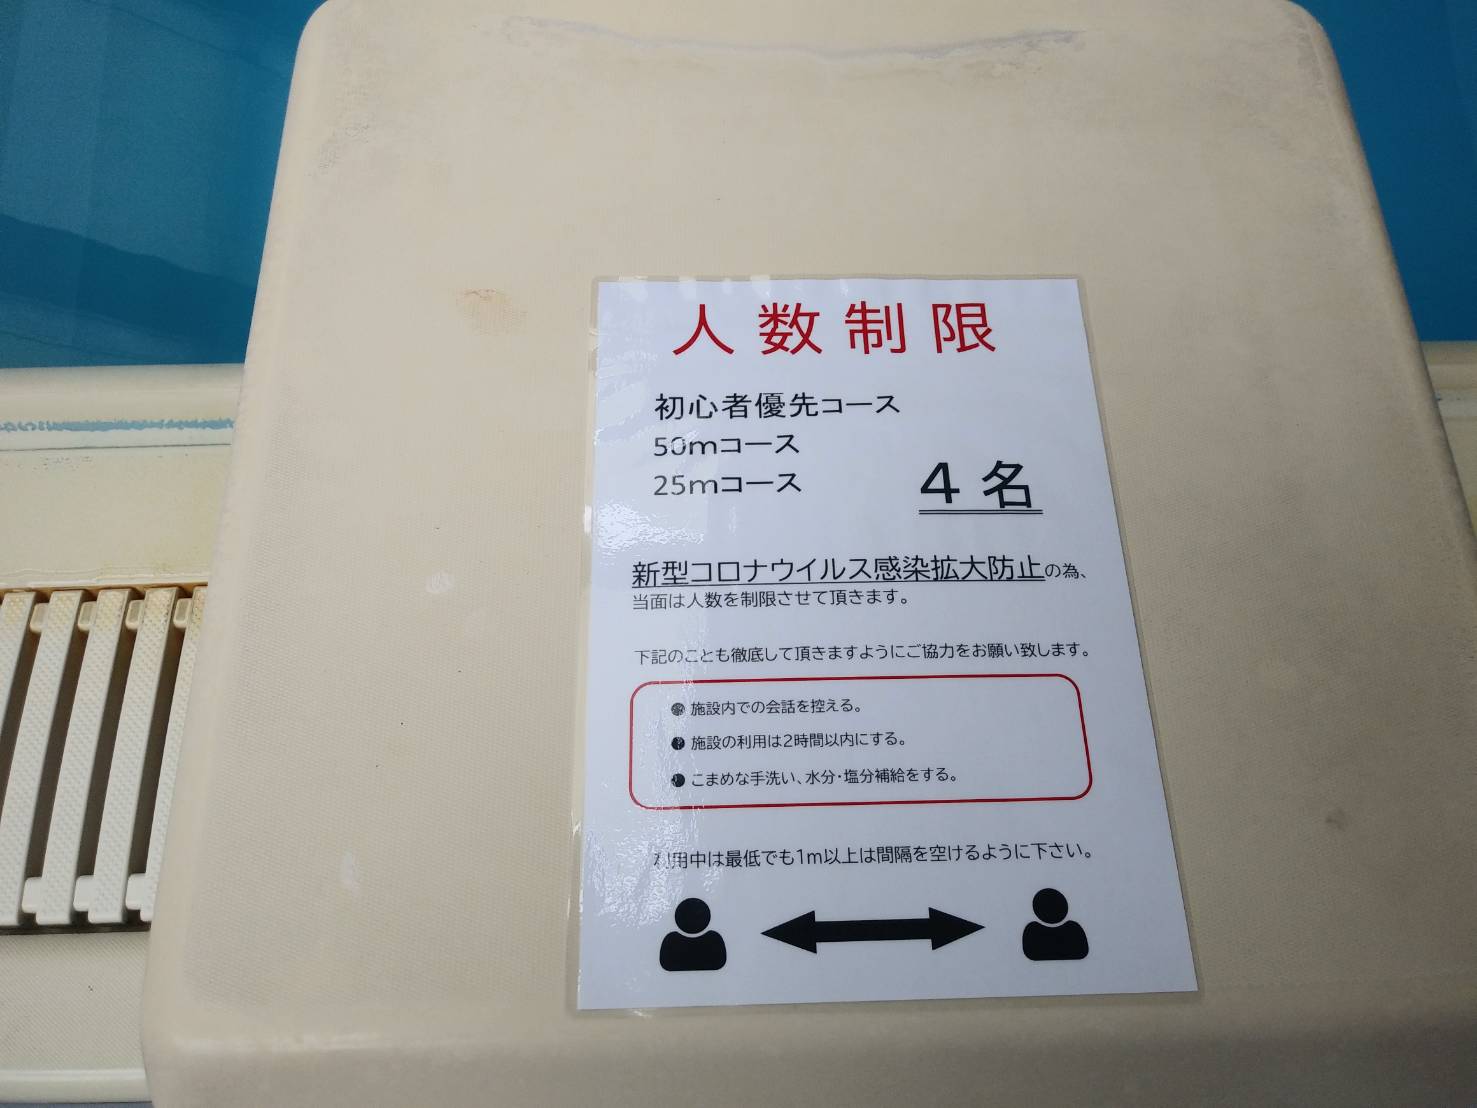 人数制限
初心者優先コース
50mコース
25mコース
4名
新型コロナウイルス感染拡大防止の為、
当面は人数を制限させて頂きます。
下記のことも徹底して頂きますようにご協力をお願い致します。
● 施設内での会話を控える。
● 施設の利用は2時間以内にする。
● こまめな手洗い、水分・塩分補給をする。
利用中は最低でも1m以上は間隔を空けるように下さい。